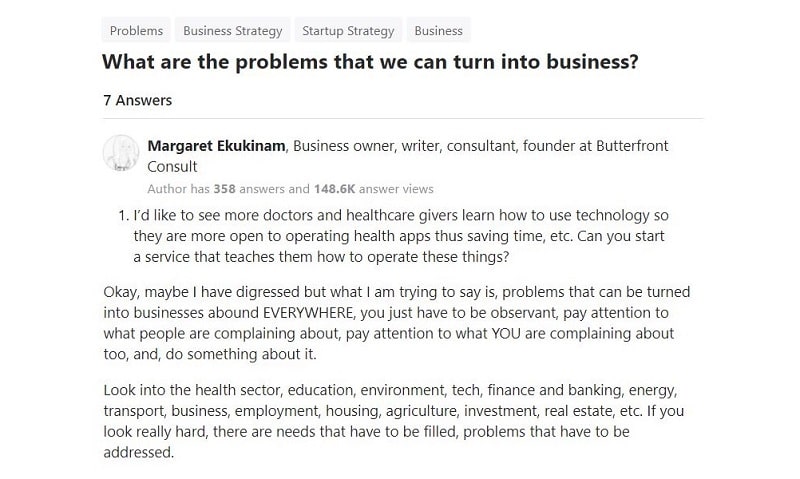 Problems Business Strategy Startup Strategy Business
What are the problems that we can turn into business?
7 Answers
Margaret Ekukinam, Business owner, writer, consultant, founder at Butterfront
Consult
Author has 358 answers and 148.6K answer views
1. I'd like to see more doctors and healthcare givers learn how to use technology so
they are more open to operating health apps thus saving time, etc. Can you start
a service that teaches them how to operate these things?
Okay, maybe I have digressed but what I am trying to say is, problems that can be turned
into businesses abound EVERYWHERE, you just have to be observant, pay attention to
what people are complaining about, pay attention to what YOU are complaining about
too, and, do something about it.
Look into the health sector, education, environment, tech, finance and banking, energy,
transport, business, employment, housing, agriculture, investment, real estate, etc. If you
look really hard, there are needs that have to be filled, problems that have to be
addressed.